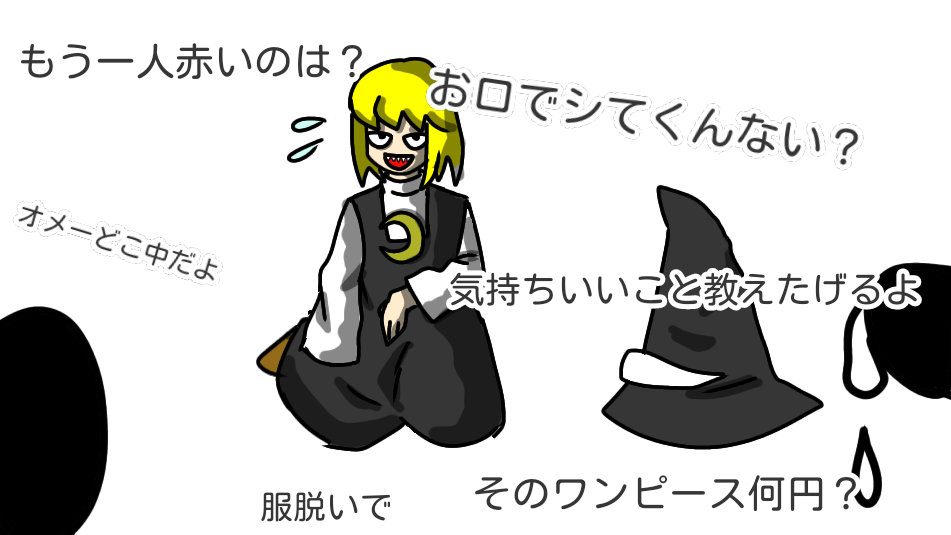 もう一人赤いのは？
お口でシてくんない？
オメーどこ中だよ
気持ちいいこと教えたげるよ
そのワンピース何円？
服脱いで